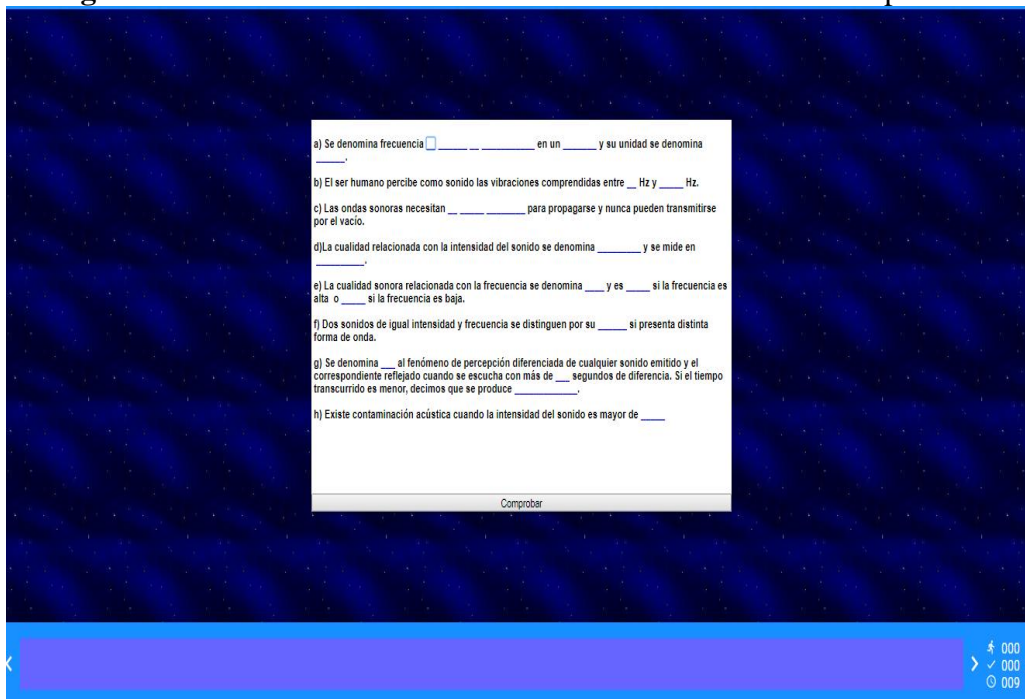 a) Se denomina frecuencia ______ __ ___________ en un _______ y su unidad se denomina
______.
b) El ser humano percibe como sonido las vibraciones comprendidas entre __ Hz y _____ Hz.
c) Las ondas sonoras necesitan __ _____ ________ para propagarse y nunca pueden transmitirse
por el vacío.
d)La cualidad relacionada con la intensidad del sonido se denomina _________ y se mide en
__________.
e) La cualidad sonora relacionada con la frecuencia se denomina ____ y es _____ si la frecuencia es
alta o _____ si la frecuencia es baja.
f) Dos sonidos de igual intensidad y frecuencia se distinguen por su ______ si presenta distinta
forma de onda.
g) Se denomina ___ al fenómeno de percepción diferenciada de cualquier sonido emitido y el
correspondiente reflejado cuando se escucha con más de ___ segundos de diferencia. Si el tiempo
transcurrido es menor, decimos que se produce _____________.
h) Existe contaminación acústica cuando la intensidad del sonido es mayor de _____
Comprobar
000
000
009